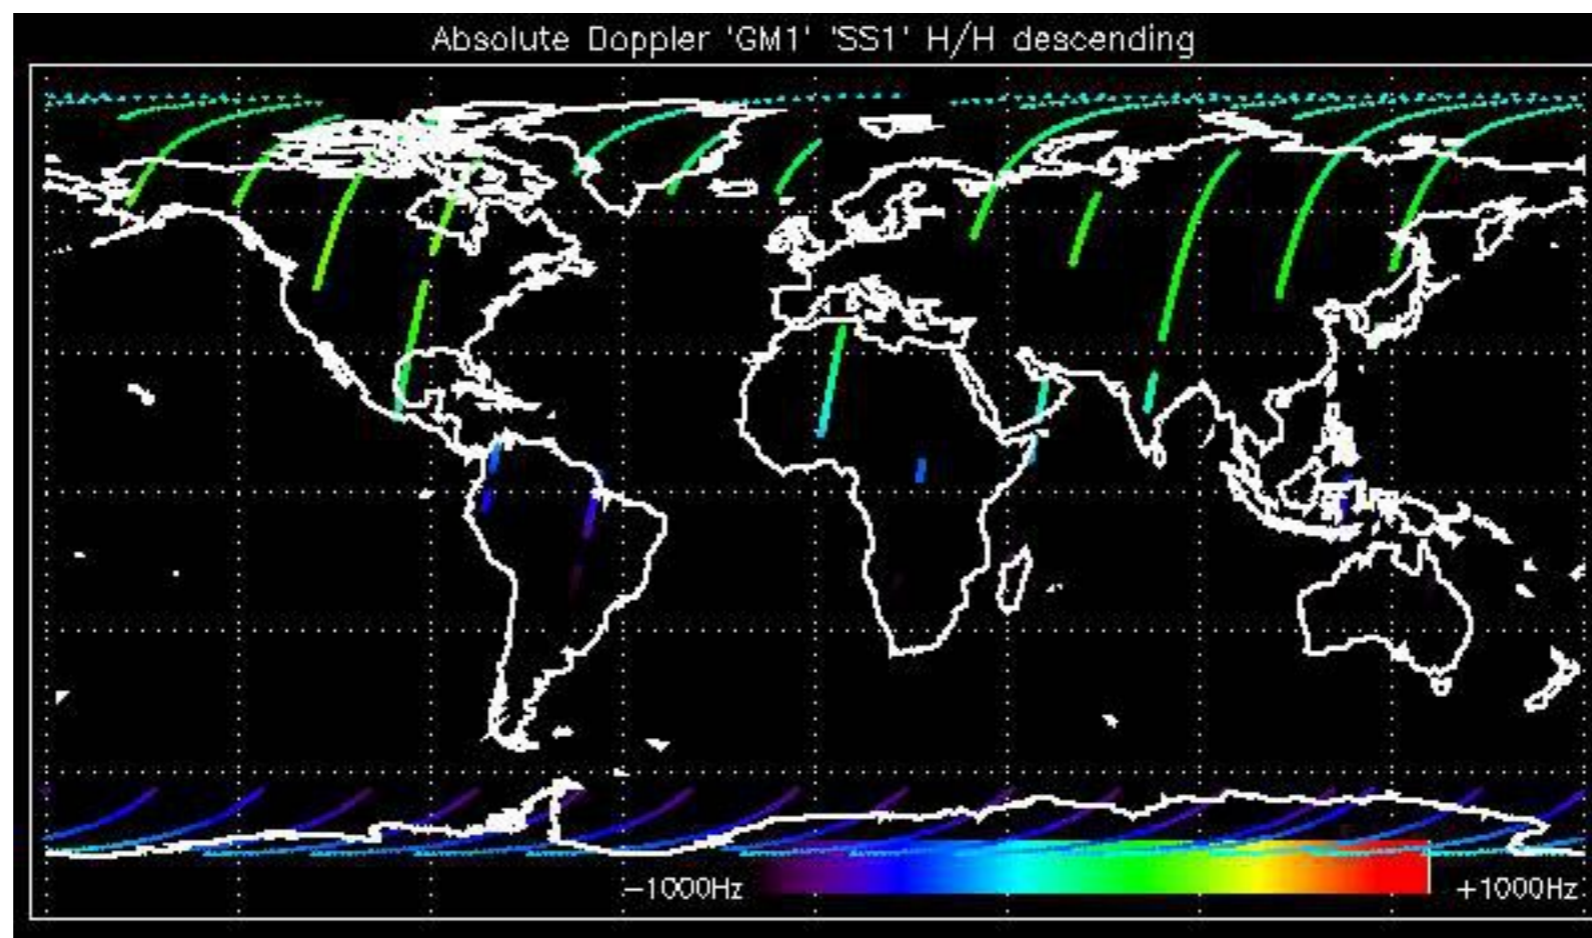 Absolute Doppler 'GM1' 'SS1' H/H descending
-1000Hz
+1000Hz